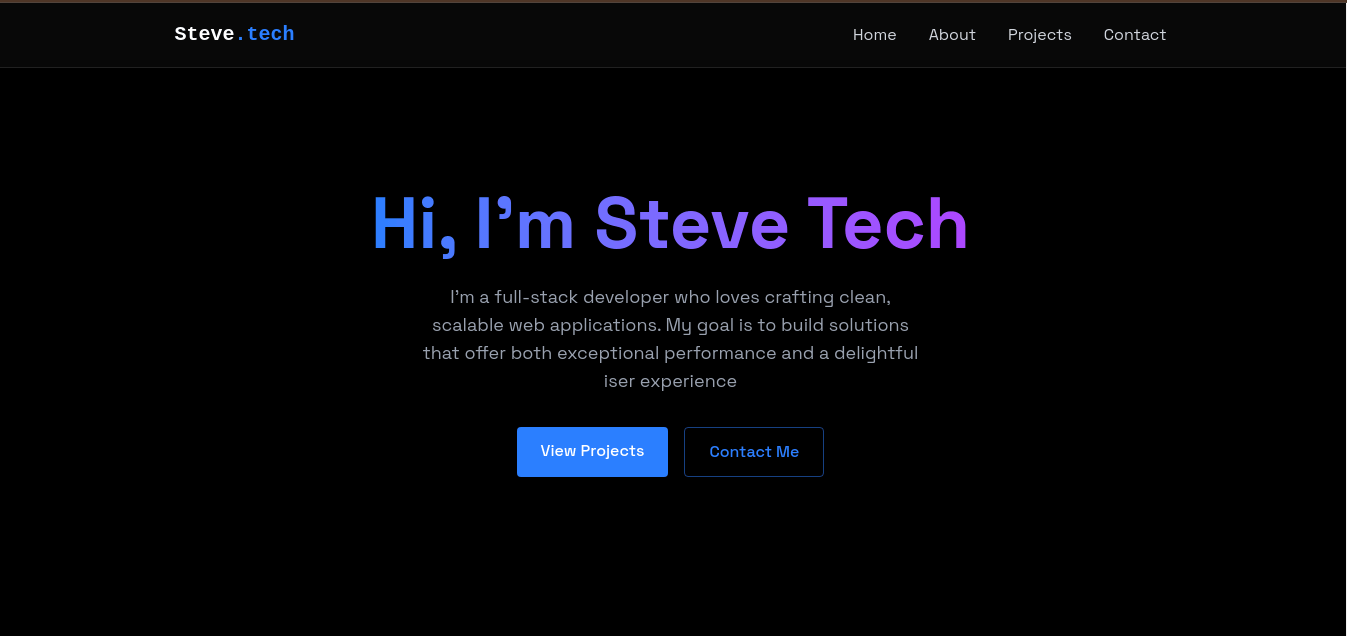 Steve.tech
Home About Projects Contact
Hi, I'm Steve Tech
I'm a full-stack developer who loves crafting clean,
scalable web applications. My goal is to build solutions
that offer both exceptional performance and a delightful
iser experience
View Projects Contact Me